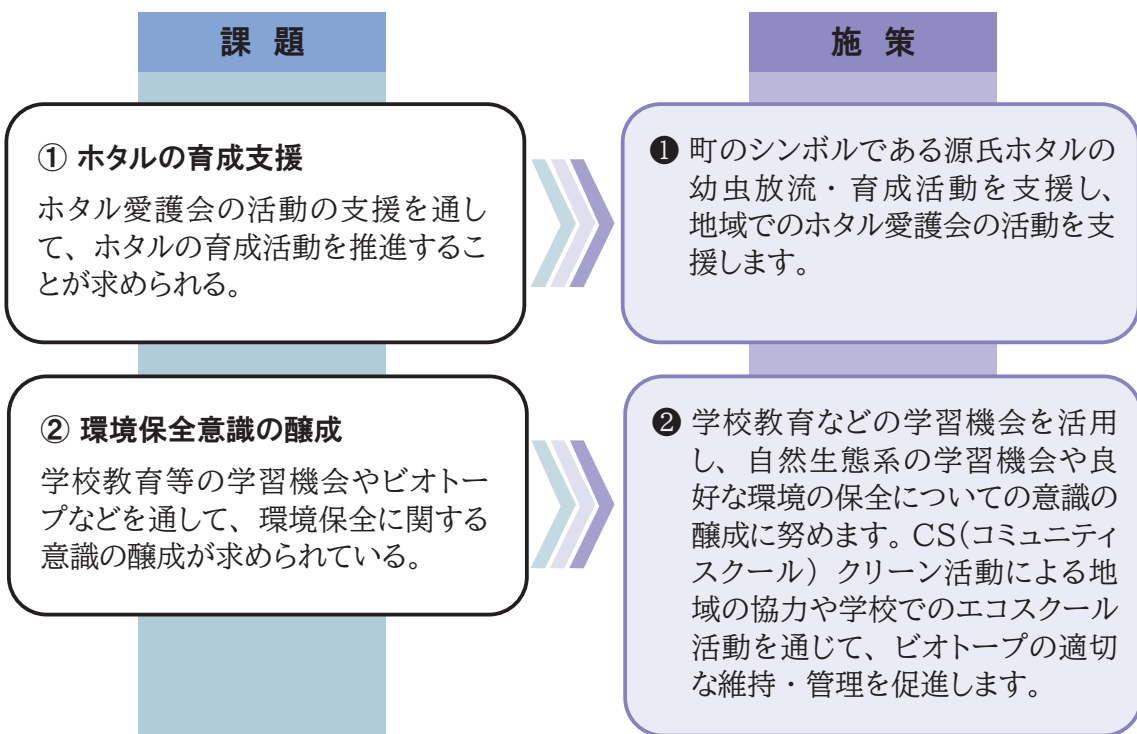 課 題
① ホタルの育成支援
ホタル愛護会の活動の支援を通し
て、ホタルの育成活動を推進するこ
とが求められる。
② 環境保全意識の醸成
学校教育等の学習機会やビオトー
プなどを通して、環境保全に関する
意識の醸成が求められている。
施 策
❶ 町のシンボルである源氏ホタルの
幼虫放流・育成活動を支援し、
地域でのホタル愛護会の活動を支
援します。
❷ 学校教育などの学習機会を活用
し、自然生態系の学習機会や良
好な環境の保全についての意識の
醸成に努めます。CS(コミュニティ
スクール）クリーン活動による地
域の協力や学校でのエコスクール
活動を通じて、ビオトープの適切
な維持・管理を促進します。